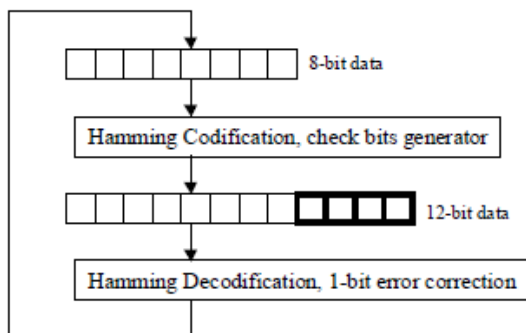 8-bit data
Hamming Codification, check bits generator
12-bit data
Hamming Decodification, 1-bit error correction